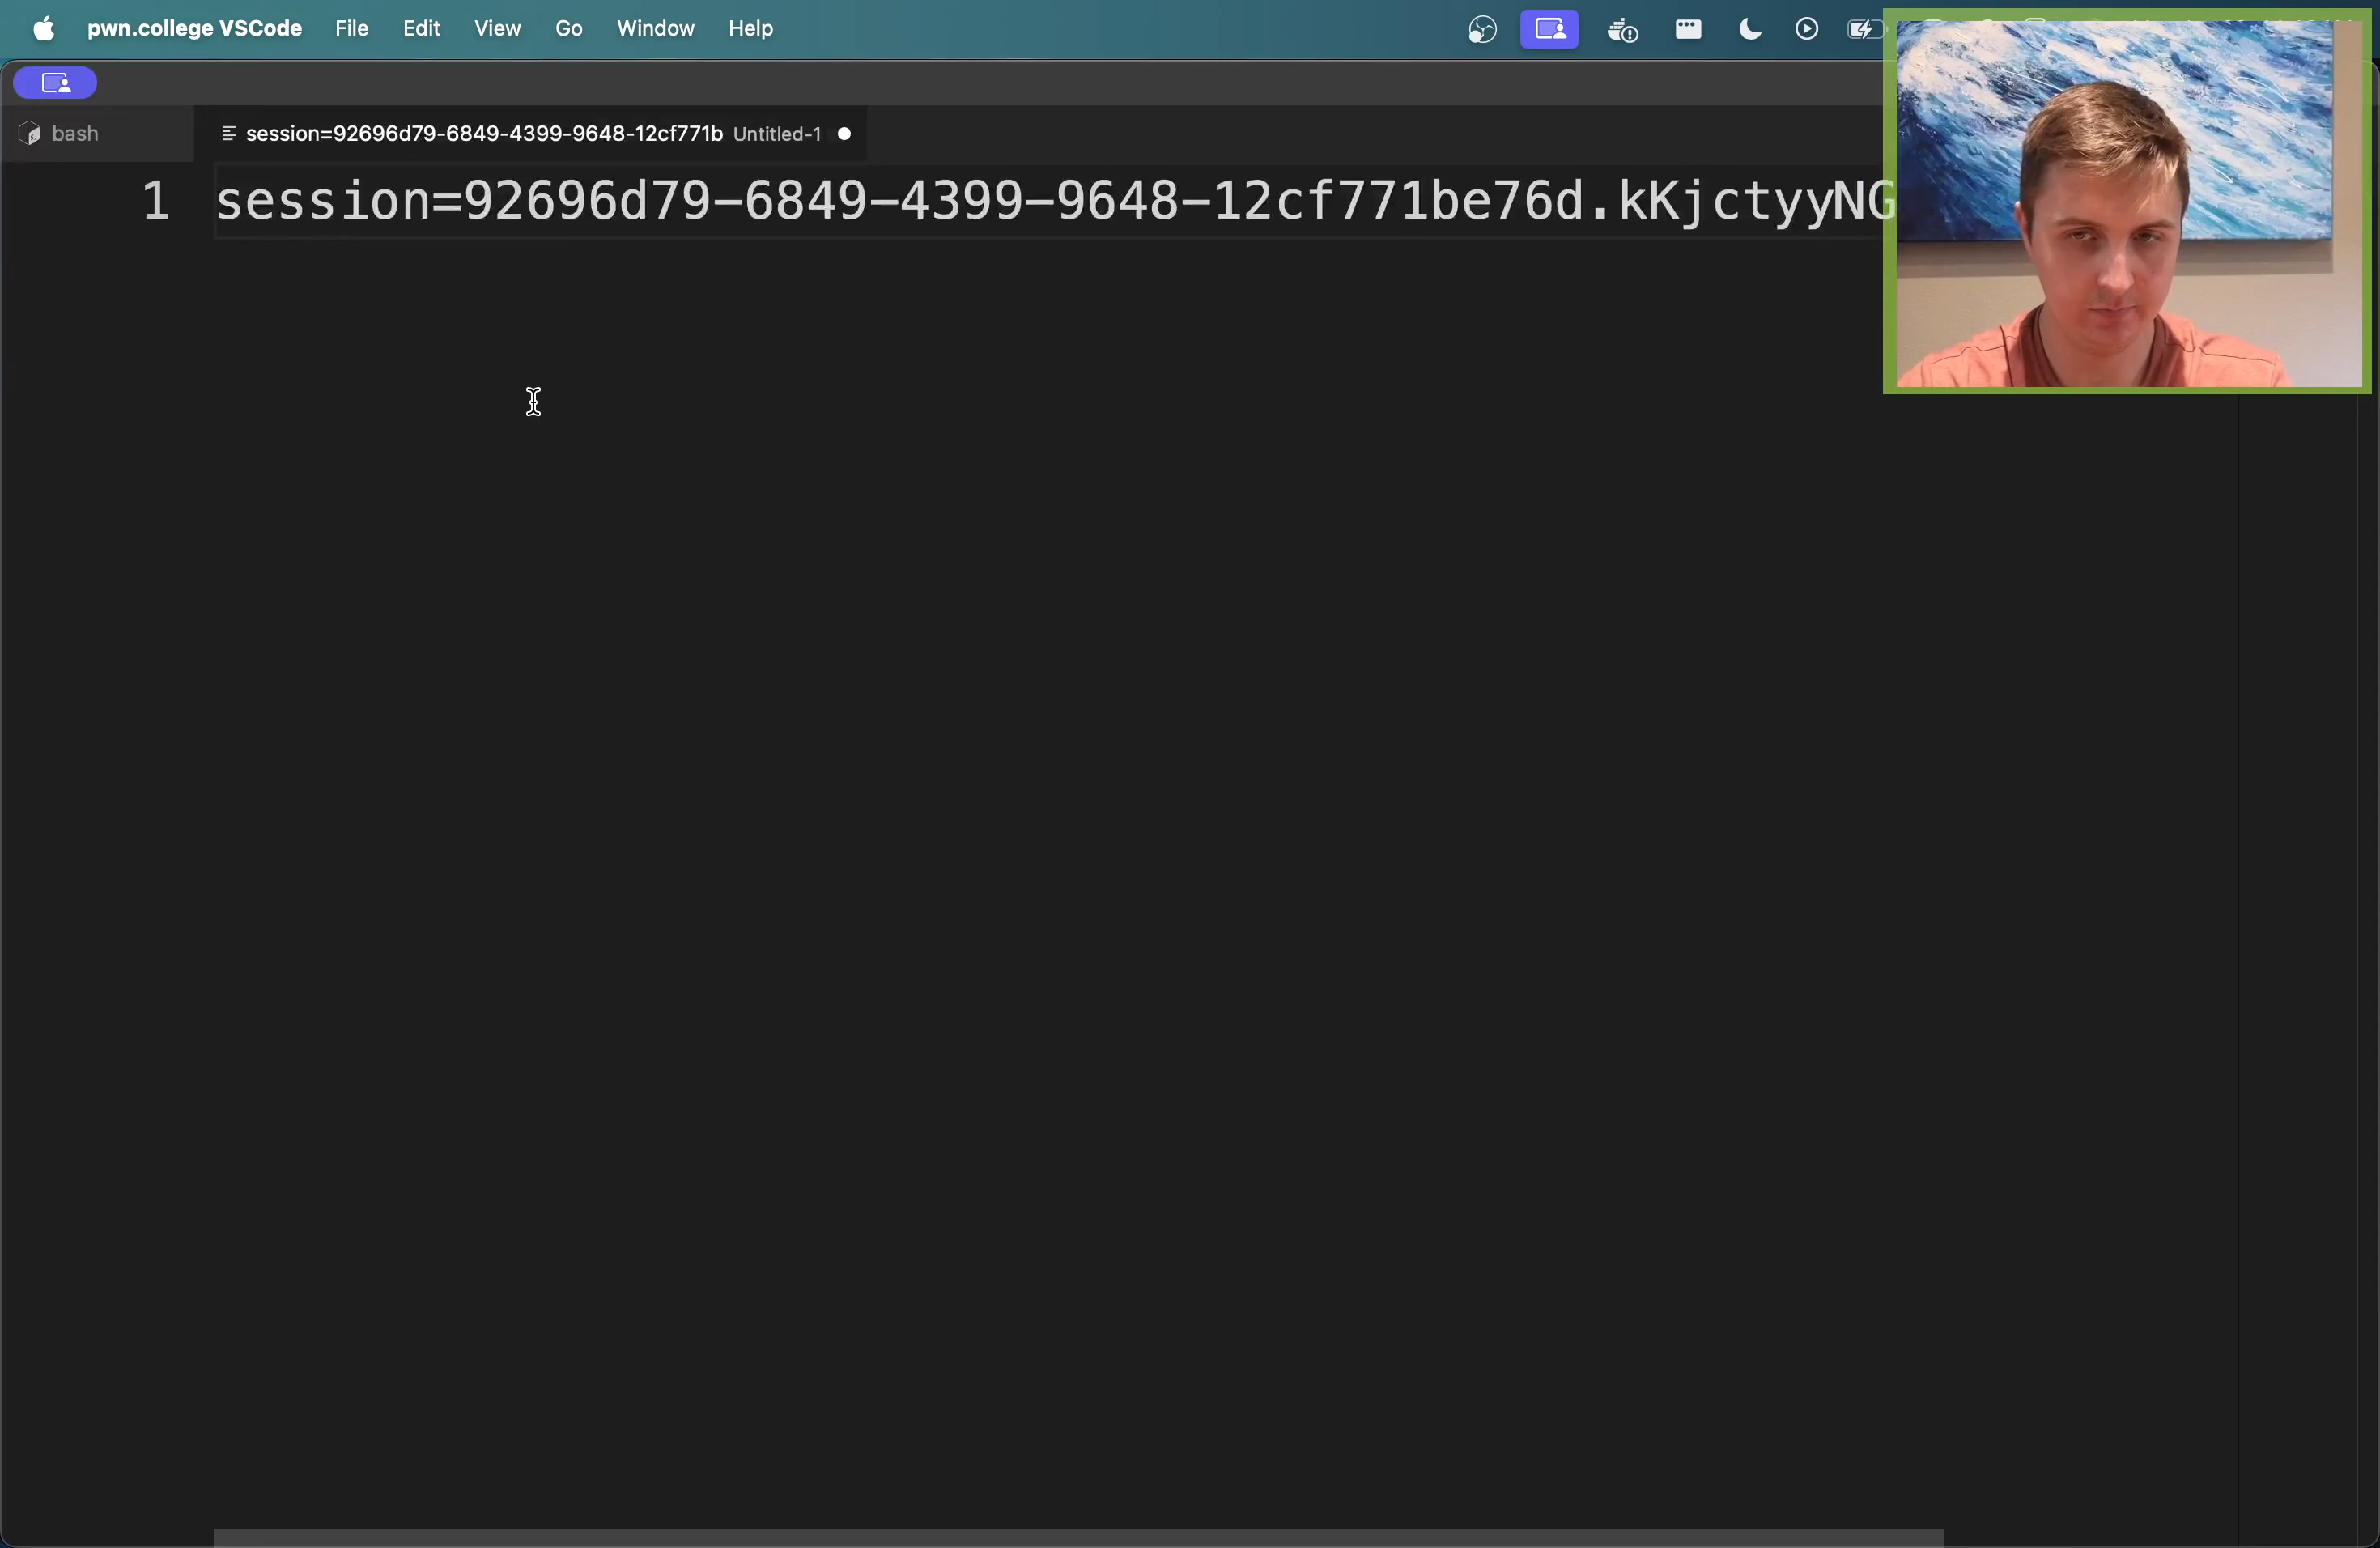 pwn.college VSCode File Edit View Go Window Help
bash session=92696d79-6849-4399-9648-12cf771b Untitled-1
1 session=92696d79-6849-4399-9648-12cf771be76d.kKjctyyNG